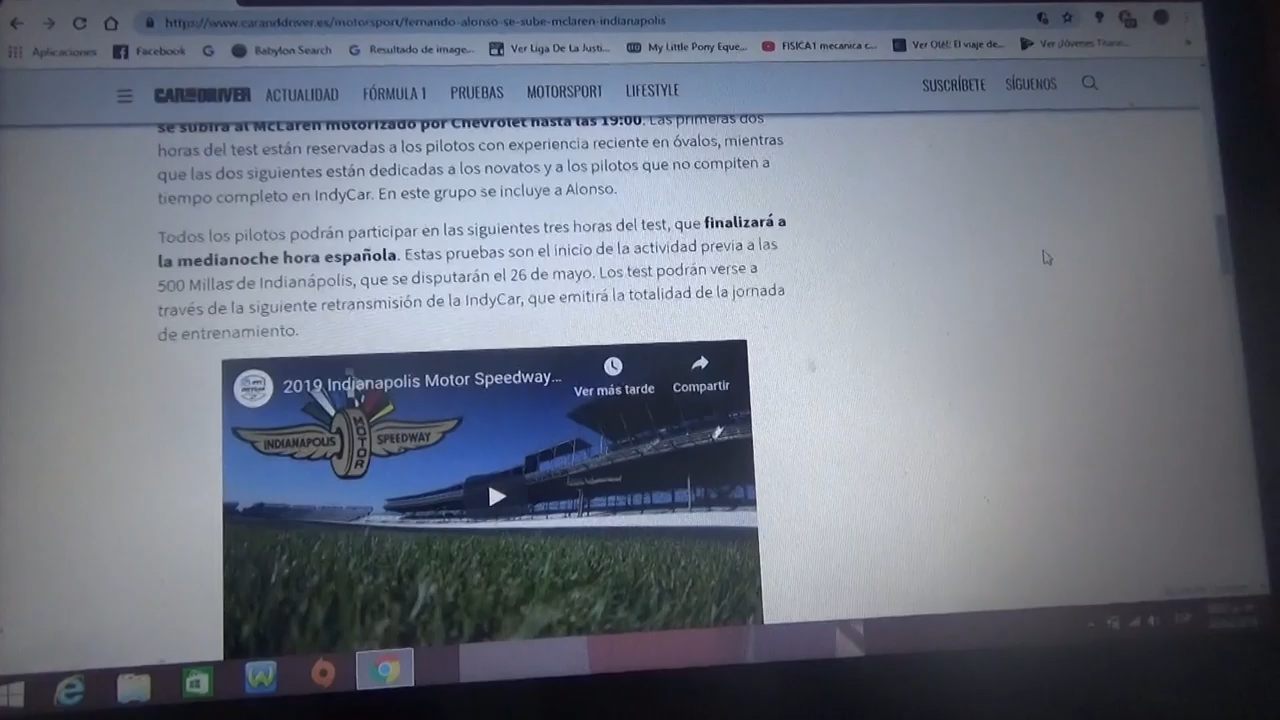 https://www.caranddriver.es/motorsport/fernando-alonso-se-sube-mclaren-indianapolis
Aplicaciones Facebook Babylon Search Resultado de image... Ver Liga De La Justi... My Little Pony Eque... FISICA1 mecanica c... Ver Olé!: El viaje de... Ver ¡Jóvenes Titane...
CAR AND DRIVER ACTUALIDAD FÓRMULA 1 PRUEBAS MOTORSPORT LIFESTYLE SUSCRÍBETE SÍGUENOS
se subirá al McLaren motorizado por Chevrolet hasta las 19:00. Las primeras dos
horas del test están reservadas a los pilotos con experiencia reciente en óvalos, mientras
que las dos siguientes están dedicadas a los novatos y a los pilotos que no compiten a
tiempo completo en IndyCar. En este grupo se incluye a Alonso.
Todos los pilotos podrán participar en las siguientes tres horas del test, que finalizará a
la medianoche hora española. Estas pruebas son el inicio de la actividad previa a las
500 Millas de Indianápolis, que se disputarán el 26 de mayo. Los test podrán verse a
través de la siguiente retransmisión de la IndyCar, que emitirá la totalidad de la jornada
de entrenamiento.
2019 Indianapolis Motor Speedway...
Ver más tarde Compartir
INDIANAPOLIS MOTOR SPEEDWAY